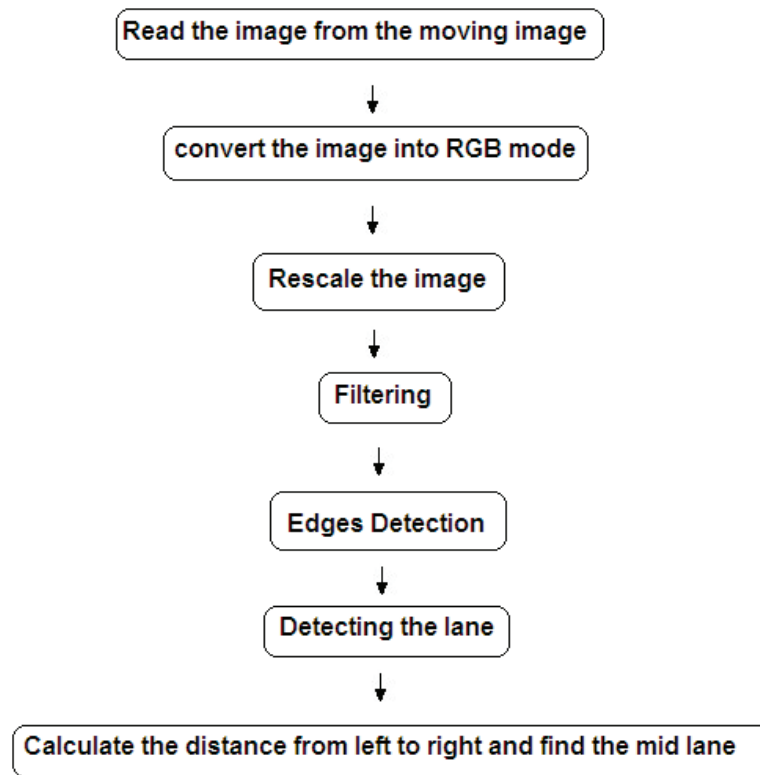 Read the image from the moving image
convert the image into RGB mode
Rescale the image
Filtering
Edges Detection
Detecting the lane
Calculate the distance from left to right and find the mid lane